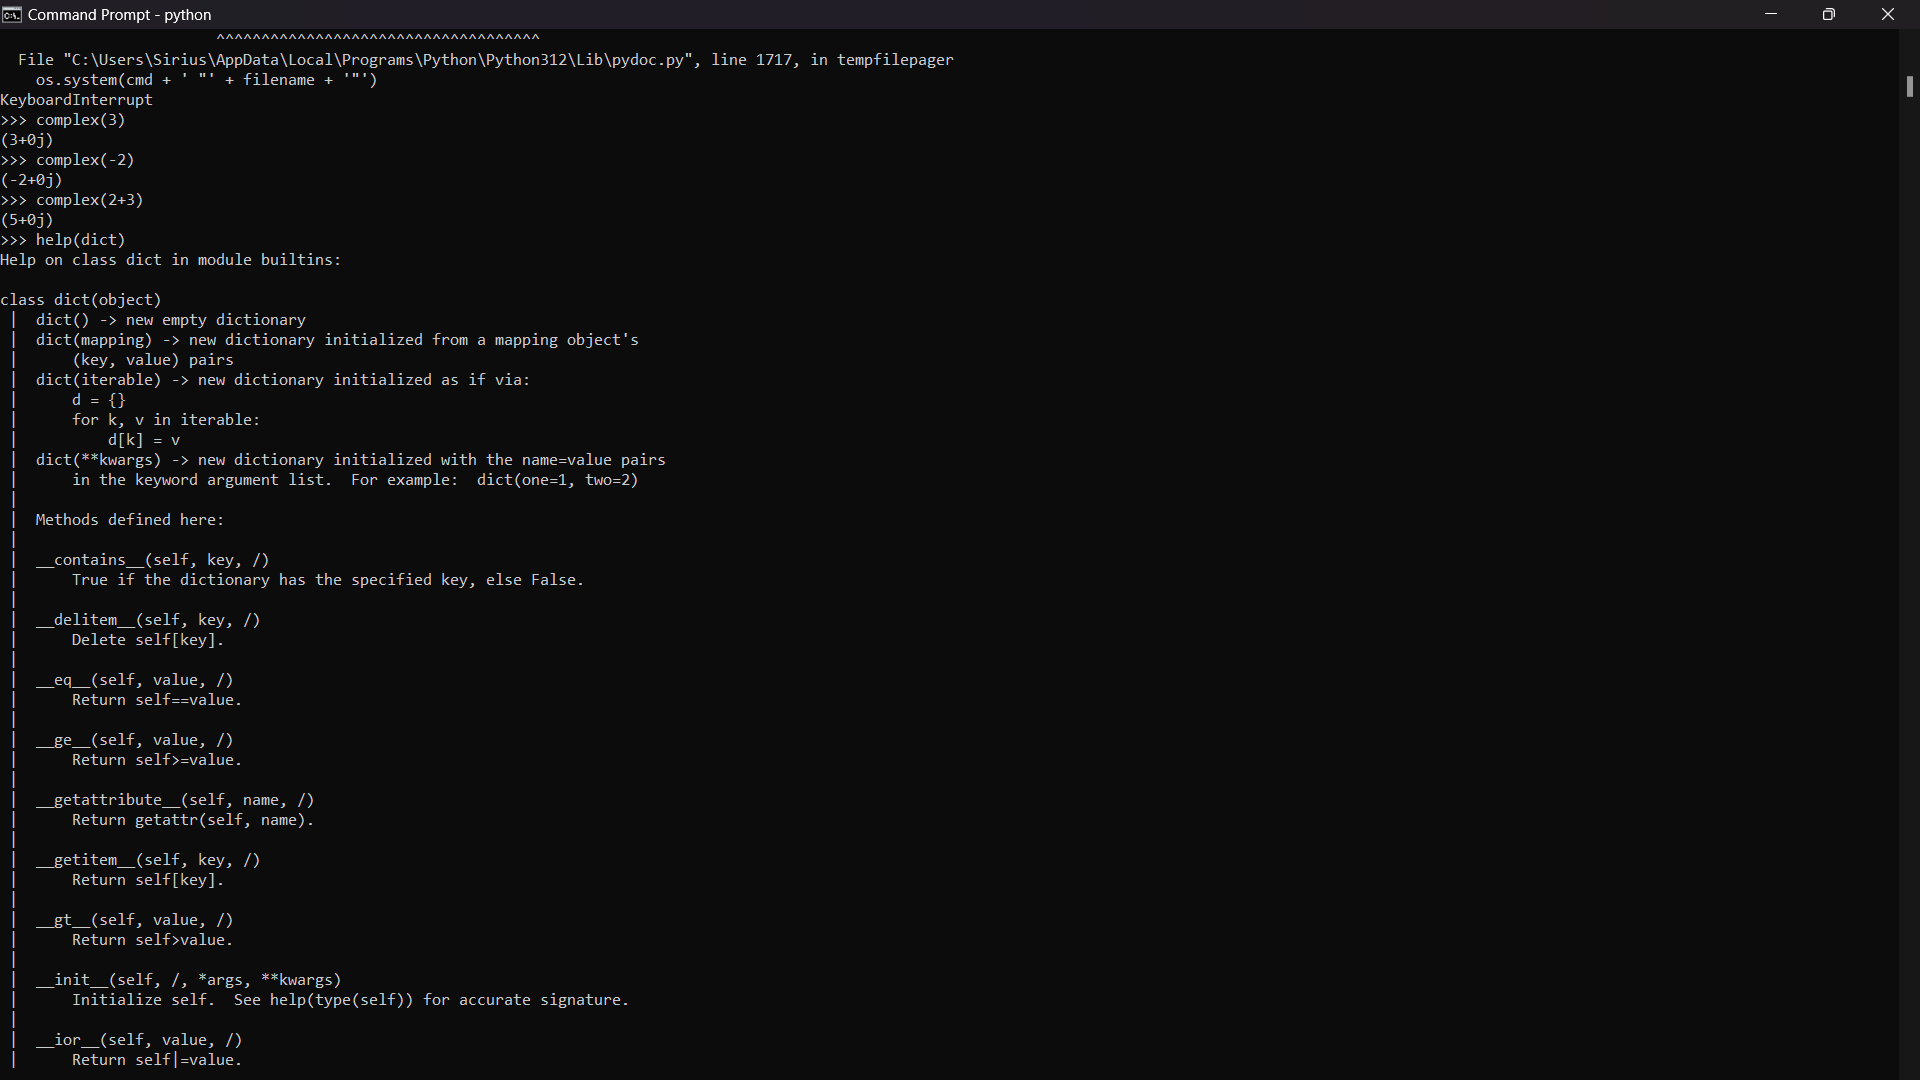 Command Prompt - python
^^^^^^^^^^^^^^^^^^^^^^^^^^^^^^^^^^^^
  File "C:\Users\Sirius\AppData\Local\Programs\Python\Python312\Lib\pydoc.py", line 1717, in tempfilepager
    os.system(cmd + ' "' + filename + '"')
KeyboardInterrupt
>>> complex(3)
(3+0j)
>>> complex(-2)
(-2+0j)
>>> complex(2+3)
(5+0j)
>>> help(dict)
Help on class dict in module builtins:

class dict(object)
 |  dict() -> new empty dictionary
 |  dict(mapping) -> new dictionary initialized from a mapping object's
 |      (key, value) pairs
 |  dict(iterable) -> new dictionary initialized as if via:
 |      d = {}
 |      for k, v in iterable:
 |          d[k] = v
 |  dict(**kwargs) -> new dictionary initialized with the name=value pairs
 |      in the keyword argument list.  For example:  dict(one=1, two=2)
 |
 |  Methods defined here:
 |
 |  __contains__(self, key, /)
 |      True if the dictionary has the specified key, else False.
 |
 |  __delitem__(self, key, /)
 |      Delete self[key].
 |
 |  __eq__(self, value, /)
 |      Return self==value.
 |
 |  __ge__(self, value, /)
 |      Return self>=value.
 |
 |  __getattribute__(self, name, /)
 |      Return getattr(self, name).
 |
 |  __getitem__(self, key, /)
 |      Return self[key].
 |
 |  __gt__(self, value, /)
 |      Return self>value.
 |
 |  __init__(self, /, *args, **kwargs)
 |      Initialize self.  See help(type(self)) for accurate signature.
 |
 |  __ior__(self, value, /)
 |      Return self|=value.